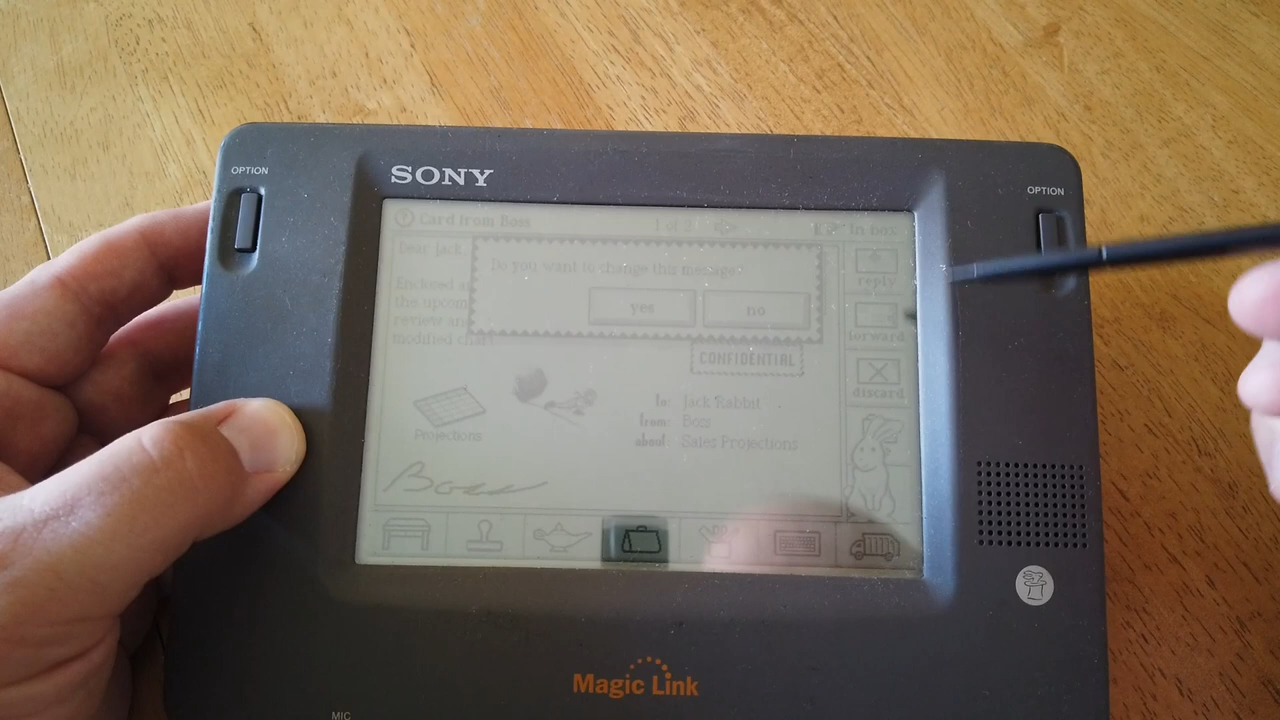 OPTION
OPTION
SONY
Card from Boss
1 of
In box
Dear Jack,
Do you want to change this message?
reply
Enclosed
the upcom
yes
no
review an
forward
modified char
CONFIDENTIAL
discard
Projections
to: Jack Rabbit
from: Boss
about: Sales Projections
Boss
Magic Link
MIC